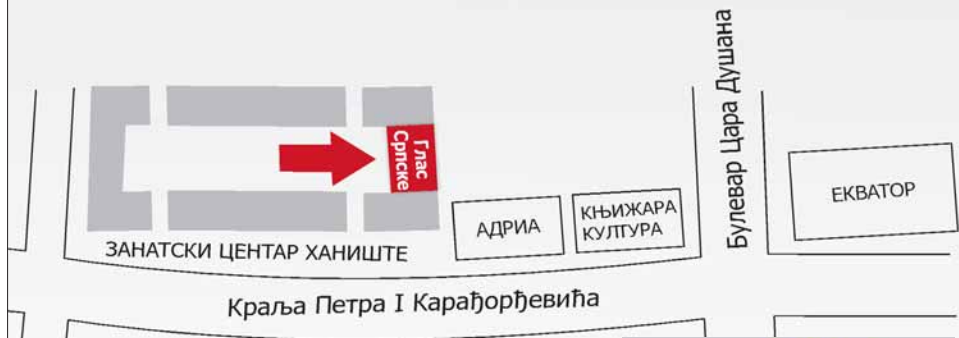 Глас
Српске
ЗАНАТСКИ ЦЕНТАР ХАНИШТЕ
АДРИА
КЊИЖАРА
КУЛТУРА
Булевар Цара Душана
ЕКВАТОР
Краља Петра I Карађорђевића